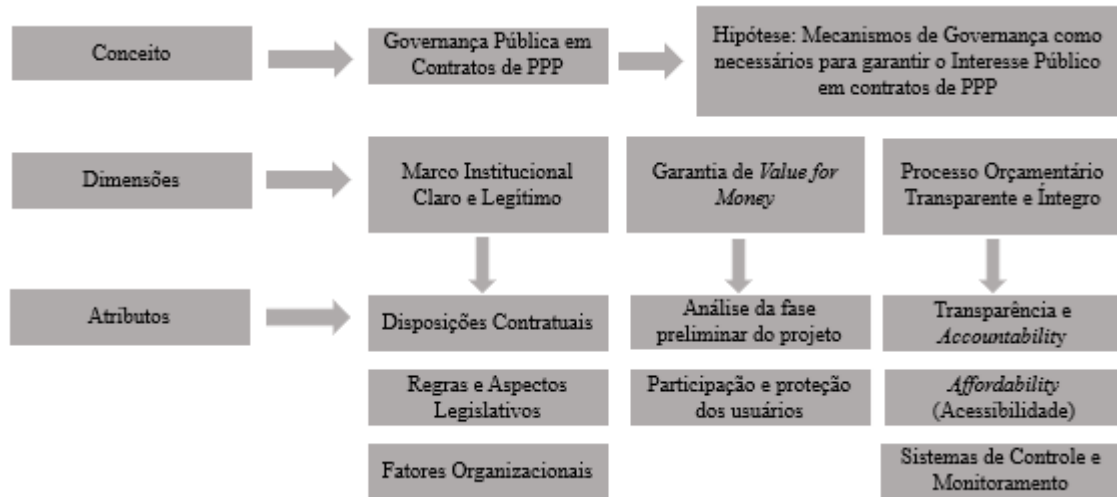 Conceito
Governança Pública em
Contratos de PPP
Hipótese: Mecanismos de Governança como
necessários para garantir o Interesse Público
em contratos de PPP
Dimensões
Marco Institucional
Claro e Legítimo
Garantia de Value for
Money
Processo Orçamentário
Transparente e Íntegro
Atributos
Disposições Contratuais
Análise da fase
preliminar do projeto
Transparência e
Accountability
Regras e Aspectos
Legislativos
Participação e proteção
dos usuários
Affordability
(Acessibilidade)
Fatores Organizacionais
Sistemas de Controle e
Monitoramento